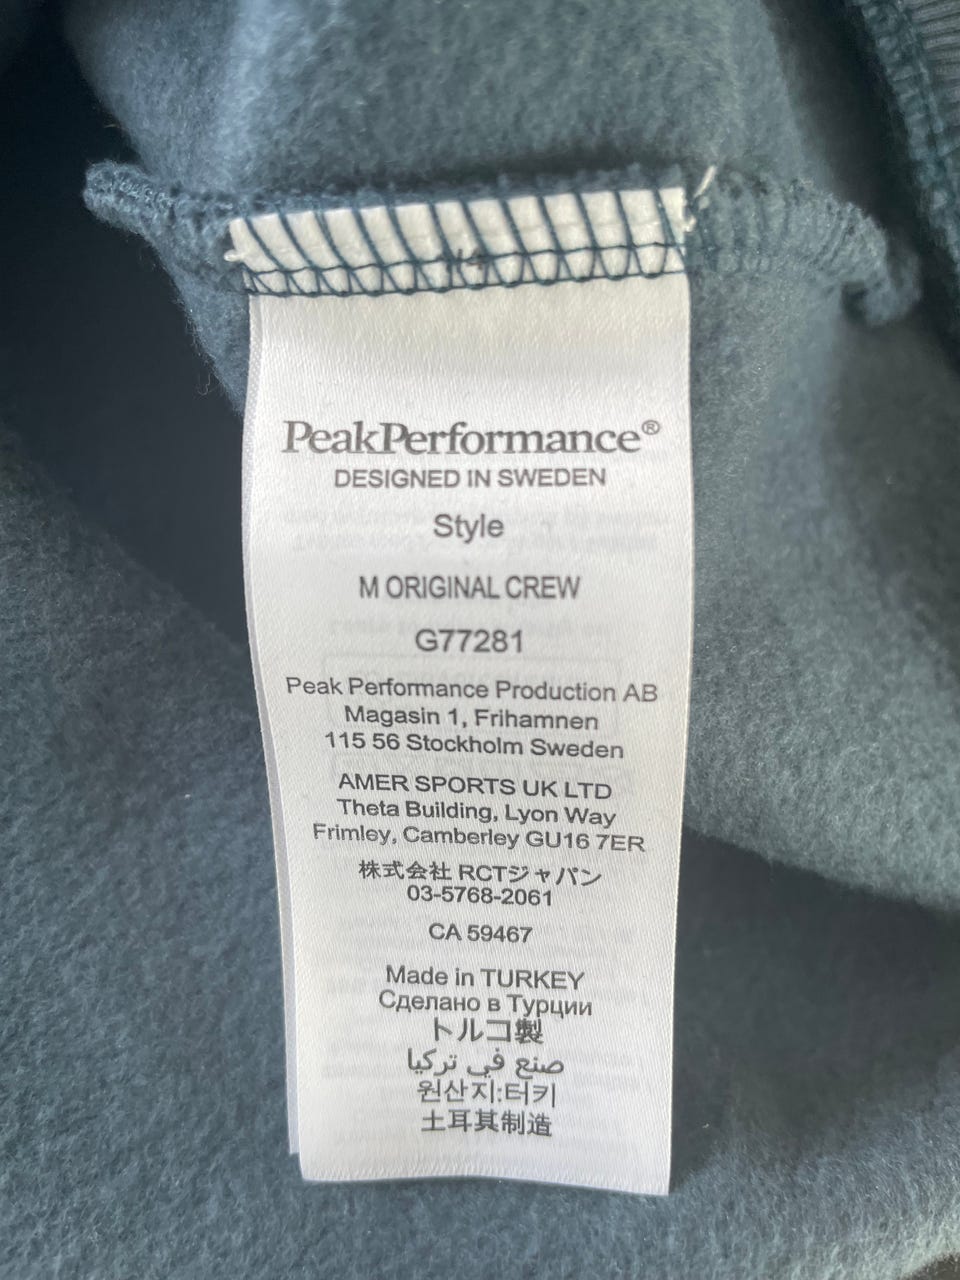 PeakPerformance®
DESIGNED IN SWEDEN
Style
M ORIGINAL CREW
G77281
Peak Performance Production AB
Magasin 1, Frihamnen
115 56 Stockholm Sweden
AMER SPORTS UK LTD
Theta Building, Lyon Way
Frimley, Camberley GU16 7ER
株式会社 RCTジャパン
03-5768-2061
CA 59467
Made in TURKEY
Сделано в Турции
トルコ製
صنع في تركيا
원산지:터키
土耳其制造